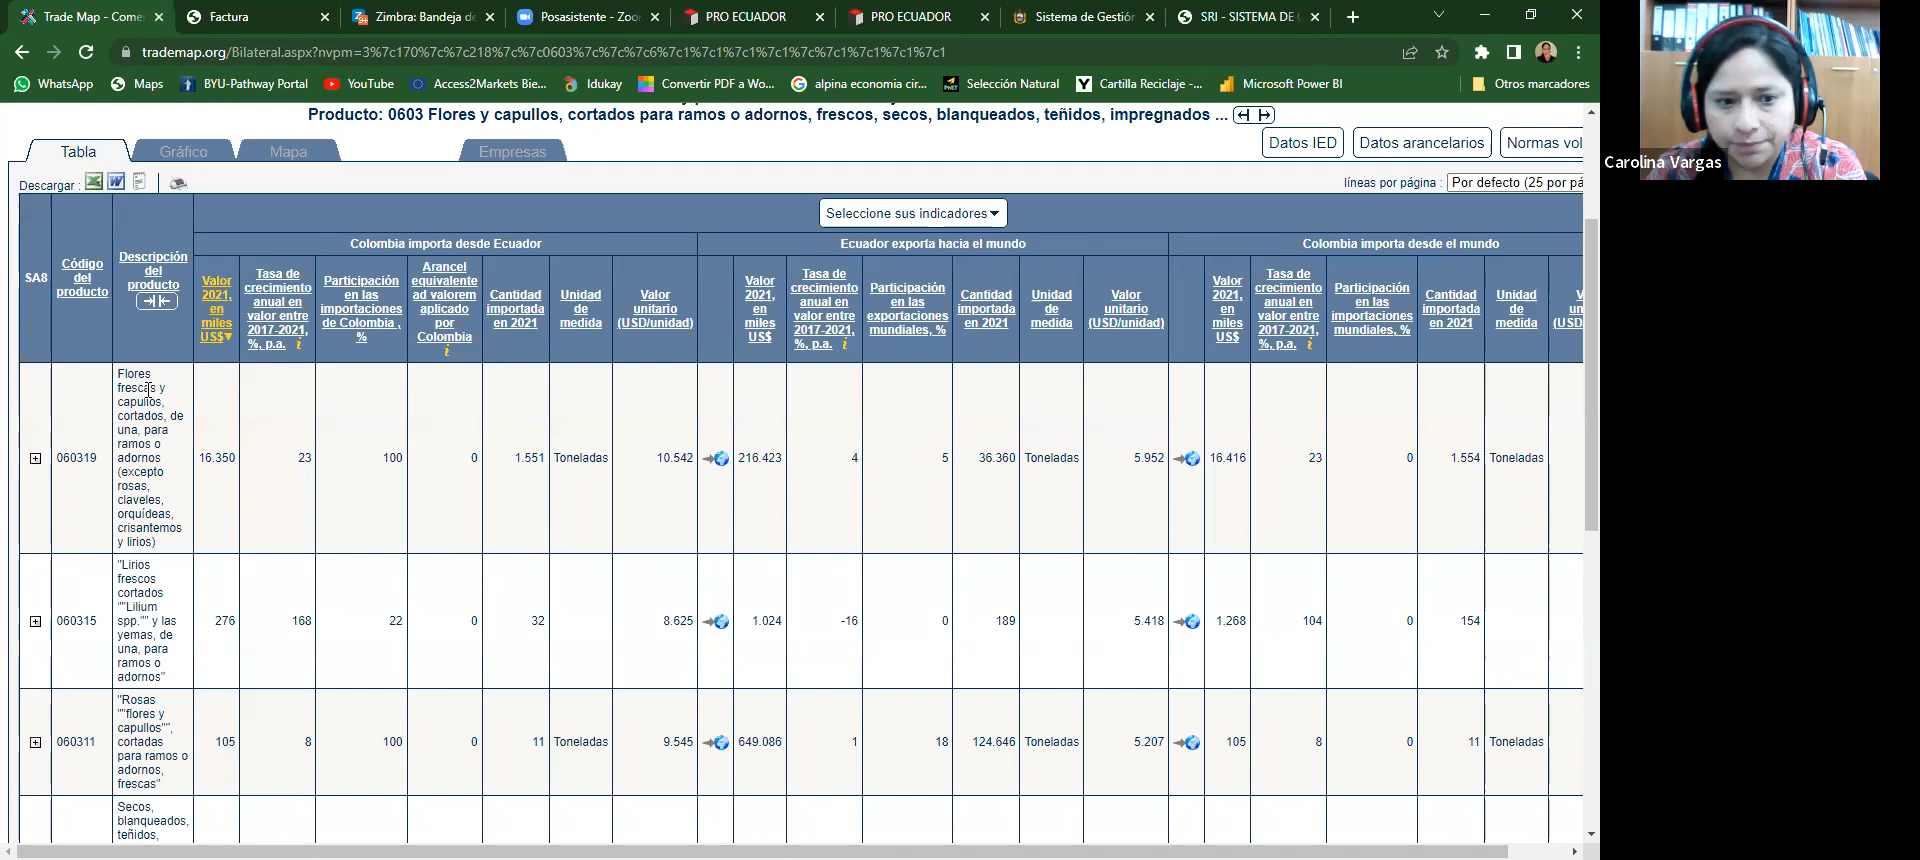 Trade Map - Come
Factura
Zimbra: Bandeja d
Posasistente - Zoo
PRO ECUADOR
PRO ECUADOR
Sistema de Gestión
SRI - SISTEMA DE
trademap.org/Bilateral.aspx?nvpm=3%7c170%7c%7c218%7c%7c0603%7c%7c%7c6%7c1%7c1%7c1%7c1%7c%7c1%7c1%7c1%7c1
WhatsApp
Maps
BYU-Pathway Portal
YouTube
Access2Markets Bie...
Idukay
Convertir PDF a Wo...
alpina economia cir...
Selección Natural
Cartilla Reciclaje -...
Microsoft Power BI
Otros marcadores
Producto: 0603 Flores y capullos, cortados para ramos o adornos, frescos, secos, blanqueados, teñidos, impregnados ...
Tabla
Gráfico
Mapa
Empresas
Datos IED
Datos arancelarios
Normas vol
Descargar :
líneas por página :
Por defecto (25 por pá
Seleccione sus indicadores
SA8
Código
del
producto
Descripción
del
producto
Colombia importa desde Ecuador
Ecuador exporta hacia el mundo
Colombia importa desde el mundo
Valor
2021,
en
miles
US$
Tasa de
crecimiento
anual en
valor entre
2017-2021,
%, p.a.
Participación
en las
importaciones
de Colombia ,
%
Arancel
equivalente
ad valorem
aplicado
por
Colombia
Cantidad
importada
en 2021
Unidad
de
medida
Valor
unitario
(USD/unidad)
Valor
2021,
en
miles
US$
Tasa de
crecimiento
anual en
valor entre
2017-2021,
%, p.a.
Participación
en las
exportaciones
mundiales, %
Cantidad
importada
en 2021
Unidad
de
medida
Valor
unitario
(USD/unidad)
Valor
2021,
en
miles
US$
Tasa de
crecimiento
anual en
valor entre
2017-2021,
%, p.a.
Participación
en las
importaciones
mundiales, %
Cantidad
importada
en 2021
Unidad
de
medida
060319
Flores
frescas y
capullos,
cortados, de
una, para
ramos o
adornos
(excepto
rosas,
claveles,
orquídeas,
crisantemos
y lirios)
16.350 23 100 0 1.551 Toneladas 10.542 216.423 4 5 36.360 Toneladas 5.952 16.416 23 0 1.554 Toneladas
060315
"Lirios
frescos
cortados
""Lilium
spp."" y las
yemas, de
una, para
ramos o
adornos"
276 168 22 0 32 8.625 1.024 -16 0 189 5.418 1.268 104 0 154
060311
"Rosas
""flores y
capullos"",
cortadas
para ramos o
adornos,
frescas"
105 8 100 0 11 Toneladas 9.545 649.086 1 18 124.646 Toneladas 5.207 105 8 0 11 Toneladas
Secos,
blanqueados,
teñidos,
Carolina Vargas